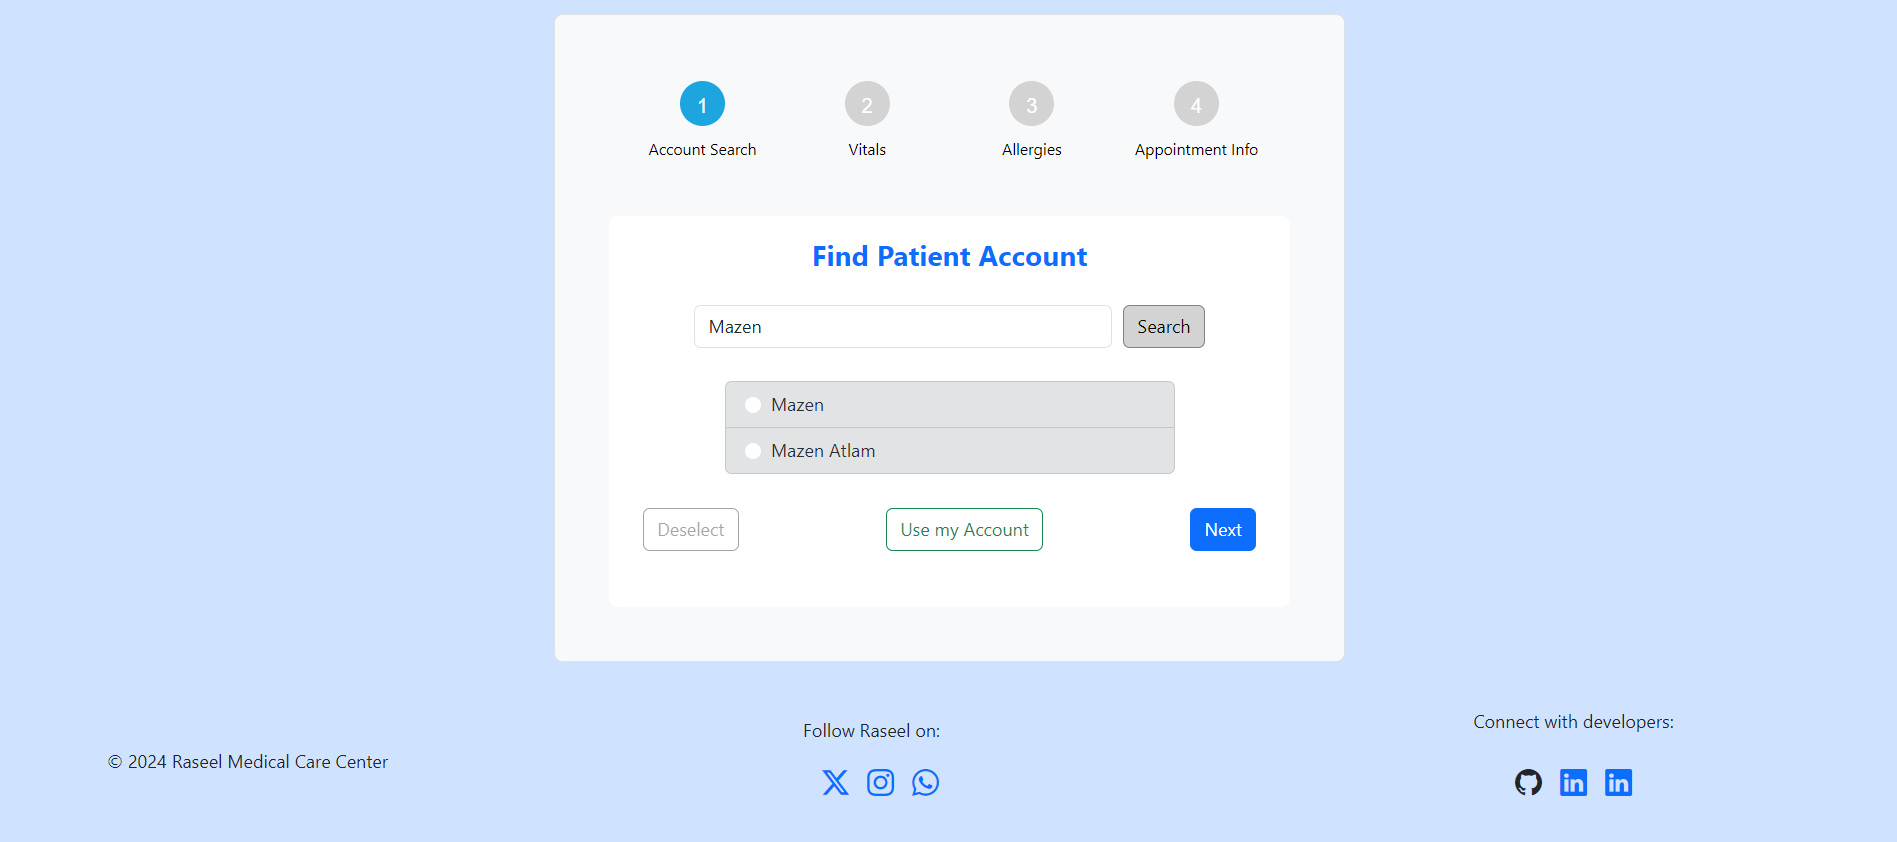 1 2 3 4
Account Search Vitals Allergies Appointment Info
Find Patient Account
Mazen Search
Mazen
Mazen Atlam
Deselect Use my Account Next
© 2024 Raseel Medical Care Center
Follow Raseel on:
Connect with developers: